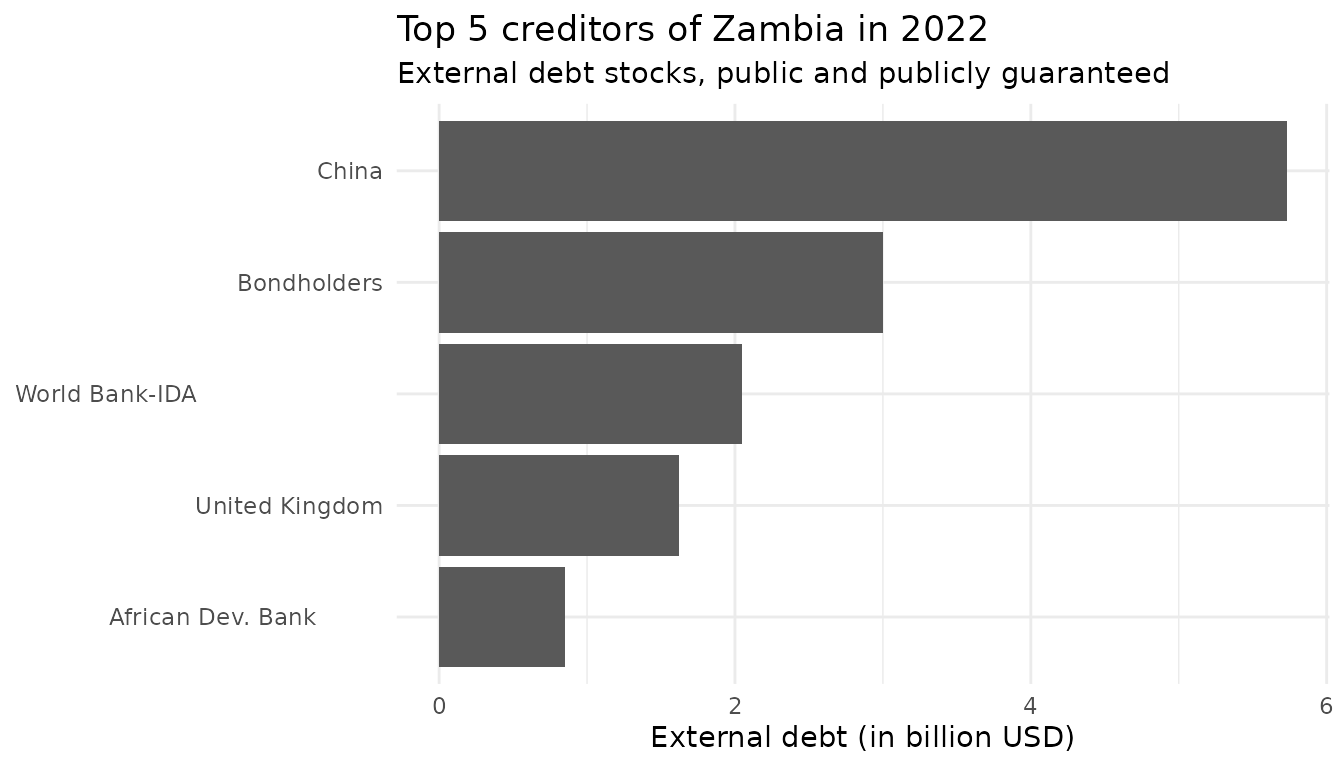 Top 5 creditors of Zambia in 2022
External debt stocks, public and publicly guaranteed
China
Bondholders
World Bank-IDA
United Kingdom
African Dev. Bank
0 2 4 6
External debt (in billion USD)